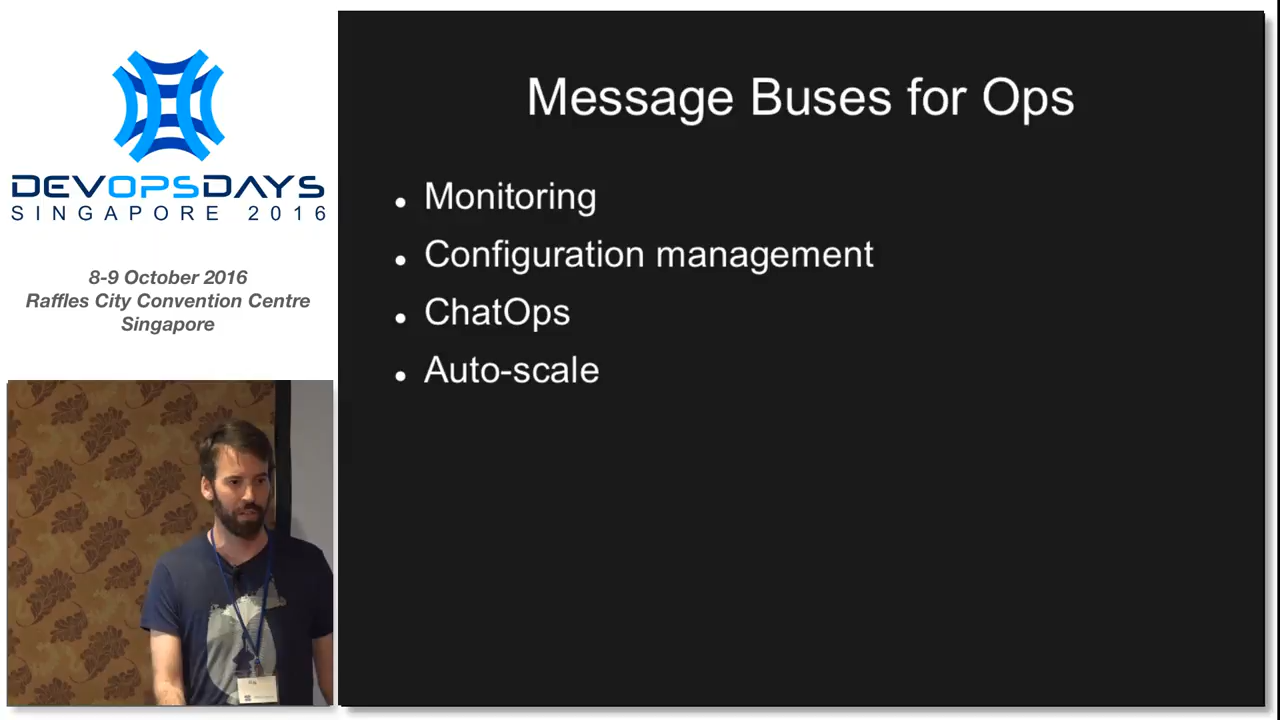 DEVOPSDAYS
SINGAPORE 2016
8-9 October 2016
Raffles City Convention Centre
Singapore
Message Buses for Ops
Monitoring
Configuration management
ChatOps
Auto-scale